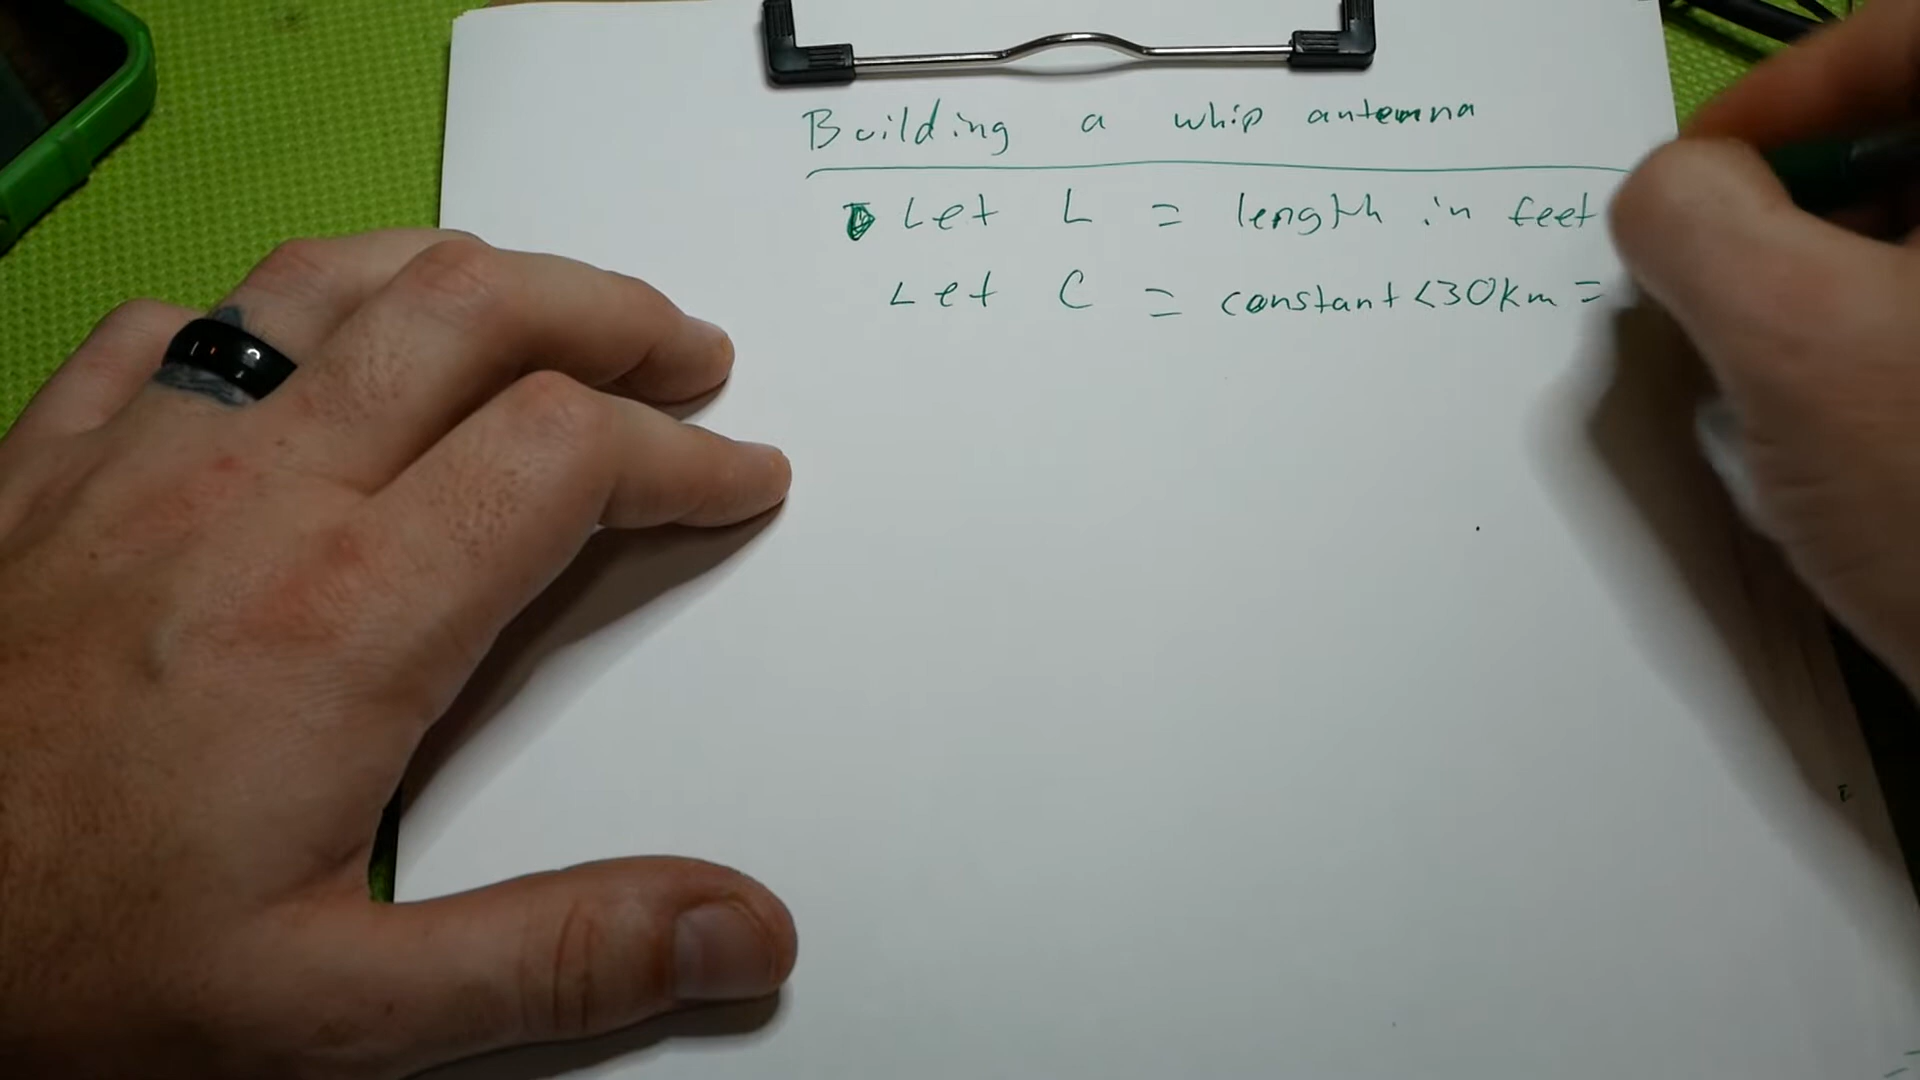 Building a whip antenna
Let L = length in feet
Let C = constant <30km =